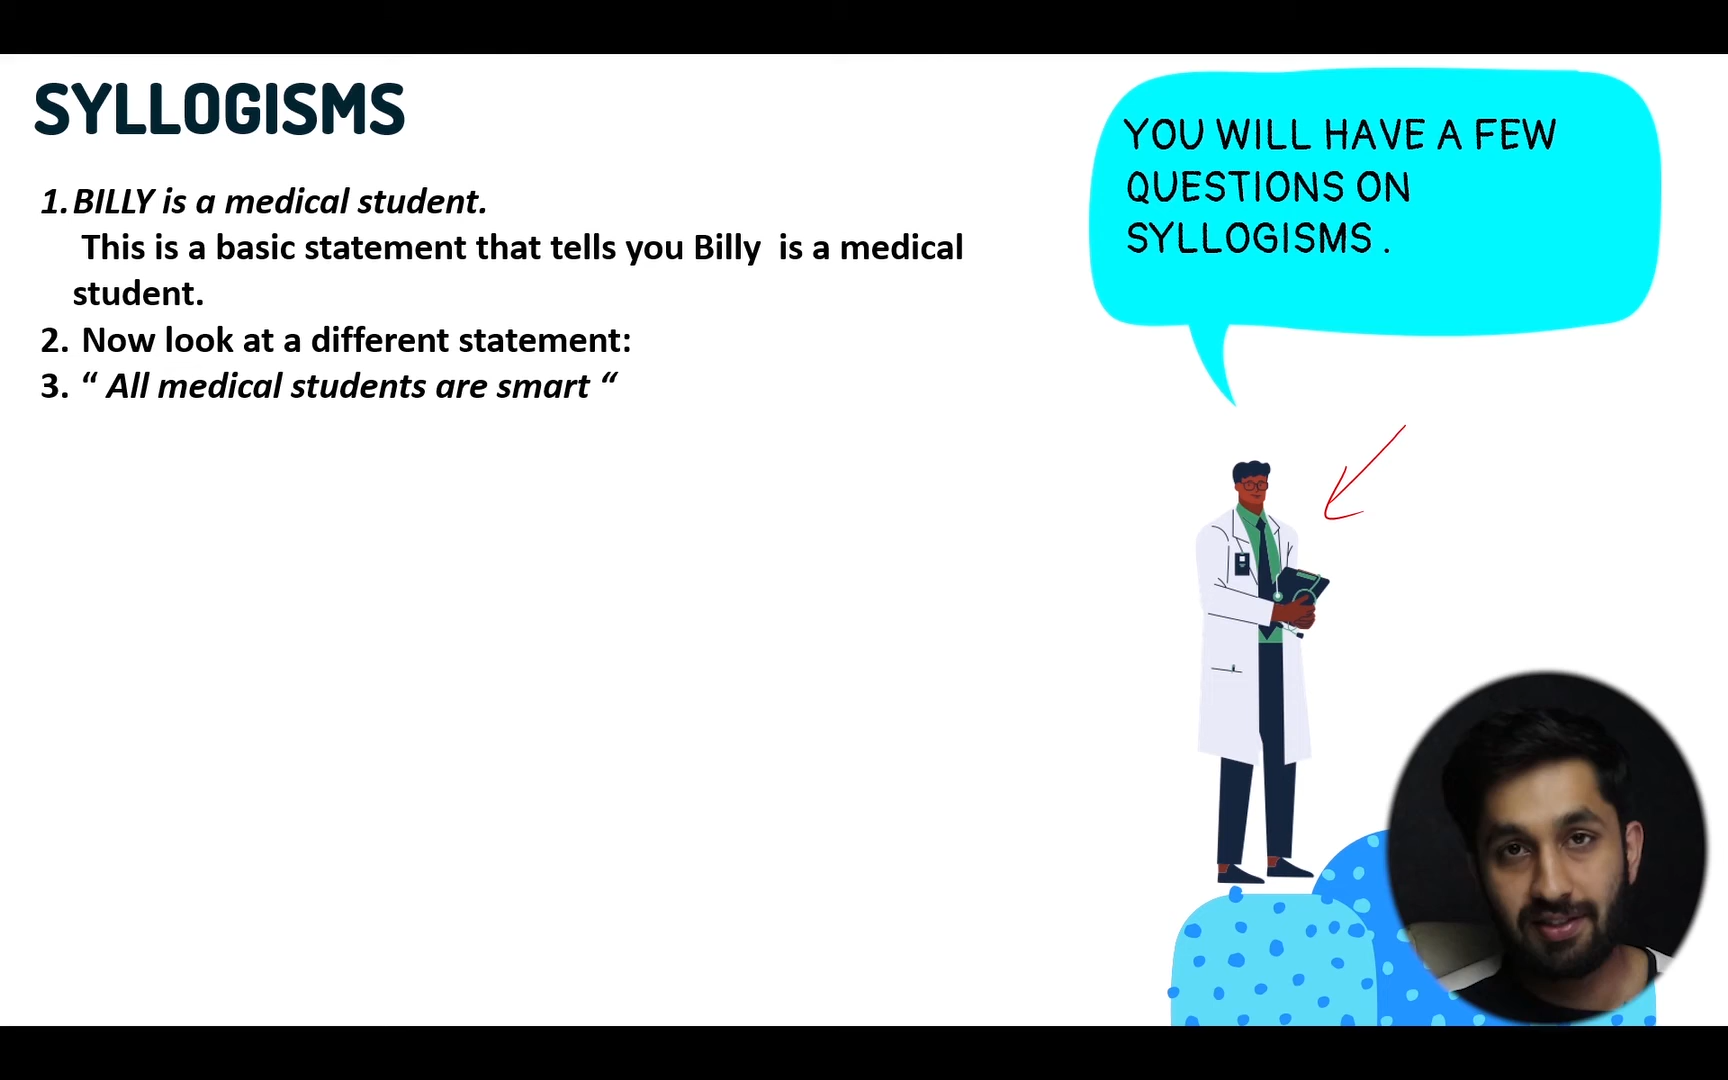 SYLLOGISMS
1. BILLY is a medical student.
This is a basic statement that tells you Billy is a medical
student.
2. Now look at a different statement:
3. “ All medical students are smart “
YOU WILL HAVE A FEW
QUESTIONS ON
SYLLOGISMS .